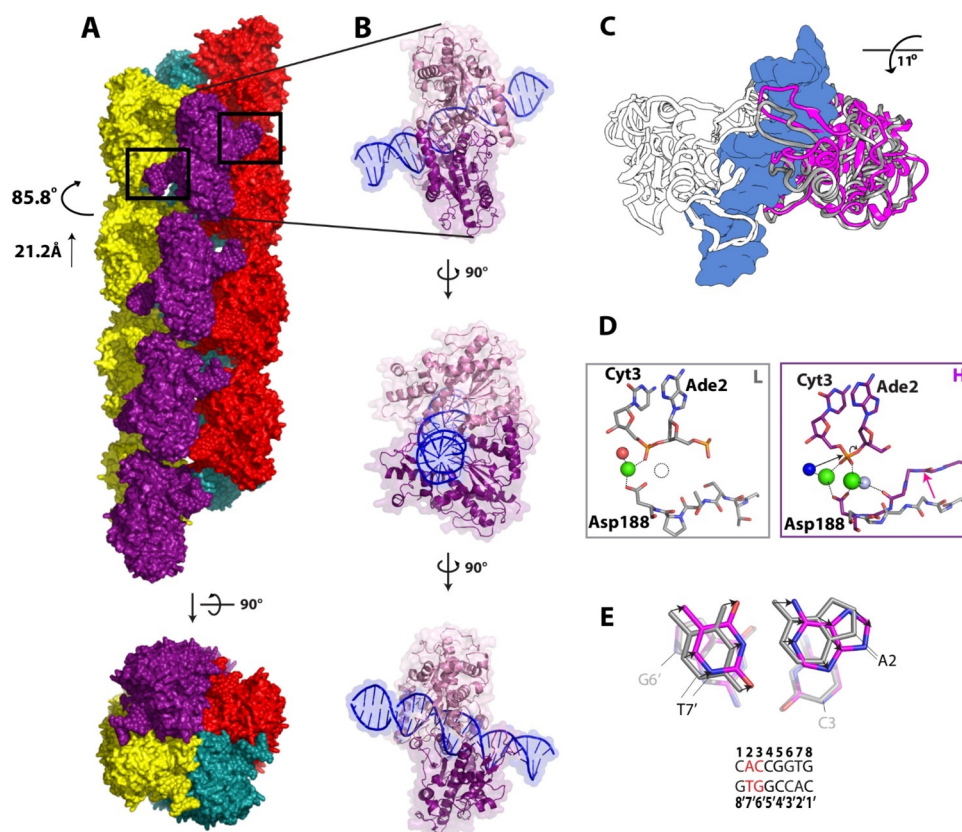 A
85.8°
21.2Å
90°
B
90°
90°
C
11°
D
Cyt3
Ade2
L
Asp188
Cyt3
Ade2
H
Asp188
E
G6'
T7'
A2
C3
1 2 3 4 5 6 7 8
CACCGGTG
GTGGCCAC
8'7'6'5'4'3'2'1'